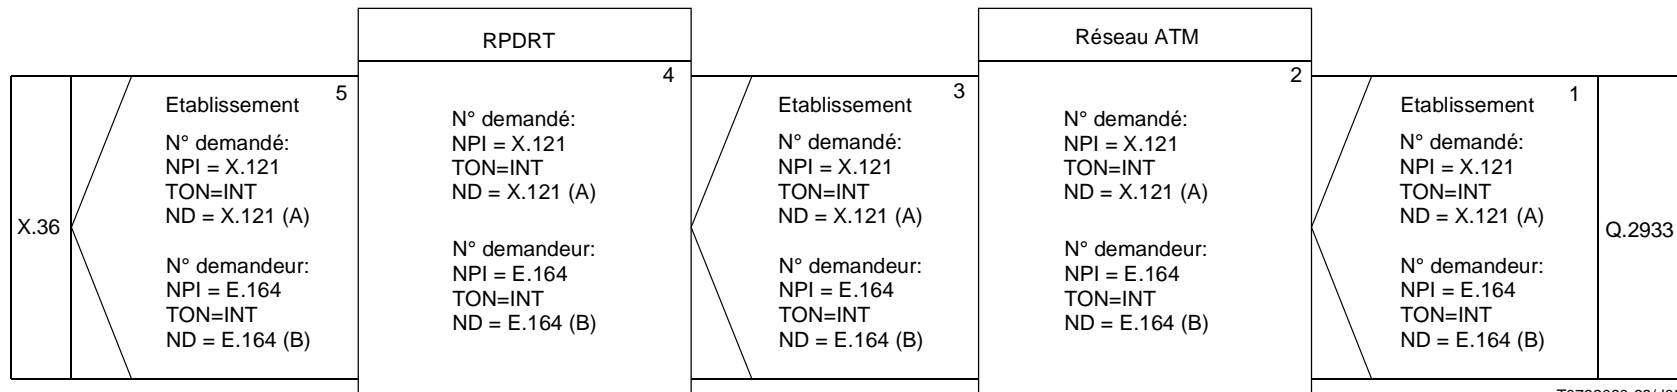 RPDRT
Réseau ATM
X.36
Etablissement 5
N° demandé:
NPI = X.121
TON=INT
ND = X.121 (A)
N° demandeur:
NPI = E.164
TON=INT
ND = E.164 (B)
4
N° demandé:
NPI = X.121
TON=INT
ND = X.121 (A)
N° demandeur:
NPI = E.164
TON=INT
ND = E.164 (B)
Etablissement 3
N° demandé:
NPI = X.121
TON=INT
ND = X.121 (A)
N° demandeur:
NPI = E.164
TON=INT
ND = E.164 (B)
2
N° demandé:
NPI = X.121
TON=INT
ND = X.121 (A)
N° demandeur:
NPI = E.164
TON=INT
ND = E.164 (B)
Etablissement 1
N° demandé:
NPI = X.121
TON=INT
ND = X.121 (A)
N° demandeur:
NPI = E.164
TON=INT
ND = E.164 (B)
Q.2933